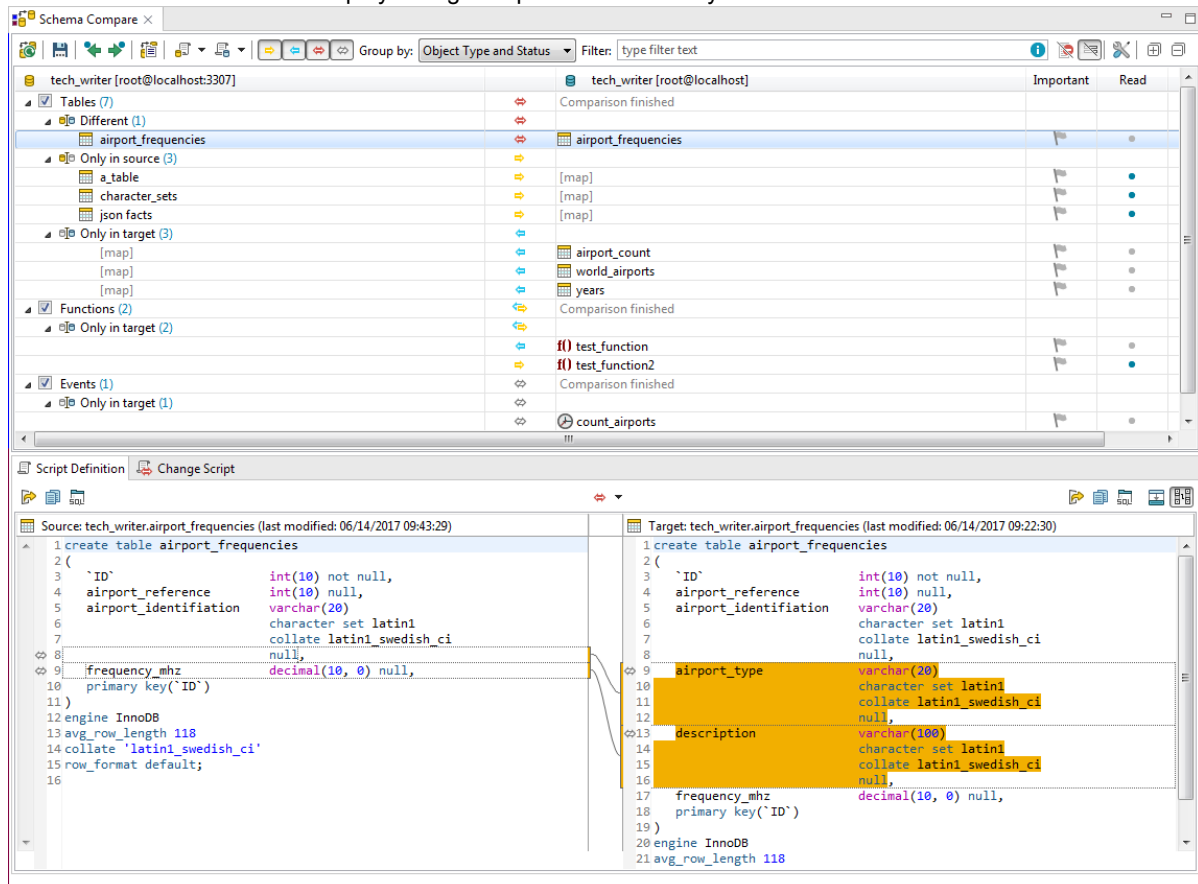 Schema Compare
Group by: Object Type and Status Filter: type filter text
tech_writer [root@localhost:3307] tech_writer [root@localhost] Important Read
Tables (7) Comparison finished
Different (1)
airport_frequencies airport_frequencies
Only in source (3)
a_table [map]
character_sets [map]
json facts [map]
Only in target (3)
[map] airport_count
[map] world_airports
[map] years
Functions (2) Comparison finished
Only in target (2)
f() test_function
f() test_function2
Events (1) Comparison finished
Only in target (1)
count_airports
Script Definition Change Script
SQL SQL
Source: tech_writer.airport_frequencies (last modified: 06/14/2017 09:43:29)
1 create table airport_frequencies
2 (
3 `ID` int(10) not null,
4 airport_reference int(10) null,
5 airport_identifiation varchar(20)
6 character set latin1
7 collate latin1_swedish_ci
8 null,
9 frequency_mhz decimal(10, 0) null,
10 primary key(`ID`)
11 )
12 engine InnoDB
13 avg_row_length 118
14 collate 'latin1_swedish_ci'
15 row_format default;
16
Target: tech_writer.airport_frequencies (last modified: 06/14/2017 09:22:30)
1 create table airport_frequencies
2 (
3 `ID` int(10) not null,
4 airport_reference int(10) null,
5 airport_identifiation varchar(20)
6 character set latin1
7 collate latin1_swedish_ci
8 null,
9 airport_type varchar(20)
10 character set latin1
11 collate latin1_swedish_ci
12 null,
13 description varchar(100)
14 character set latin1
15 collate latin1_swedish_ci
16 null,
17 frequency_mhz decimal(10, 0) null,
18 primary key(`ID`)
19 )
20 engine InnoDB
21 avg_row_length 118